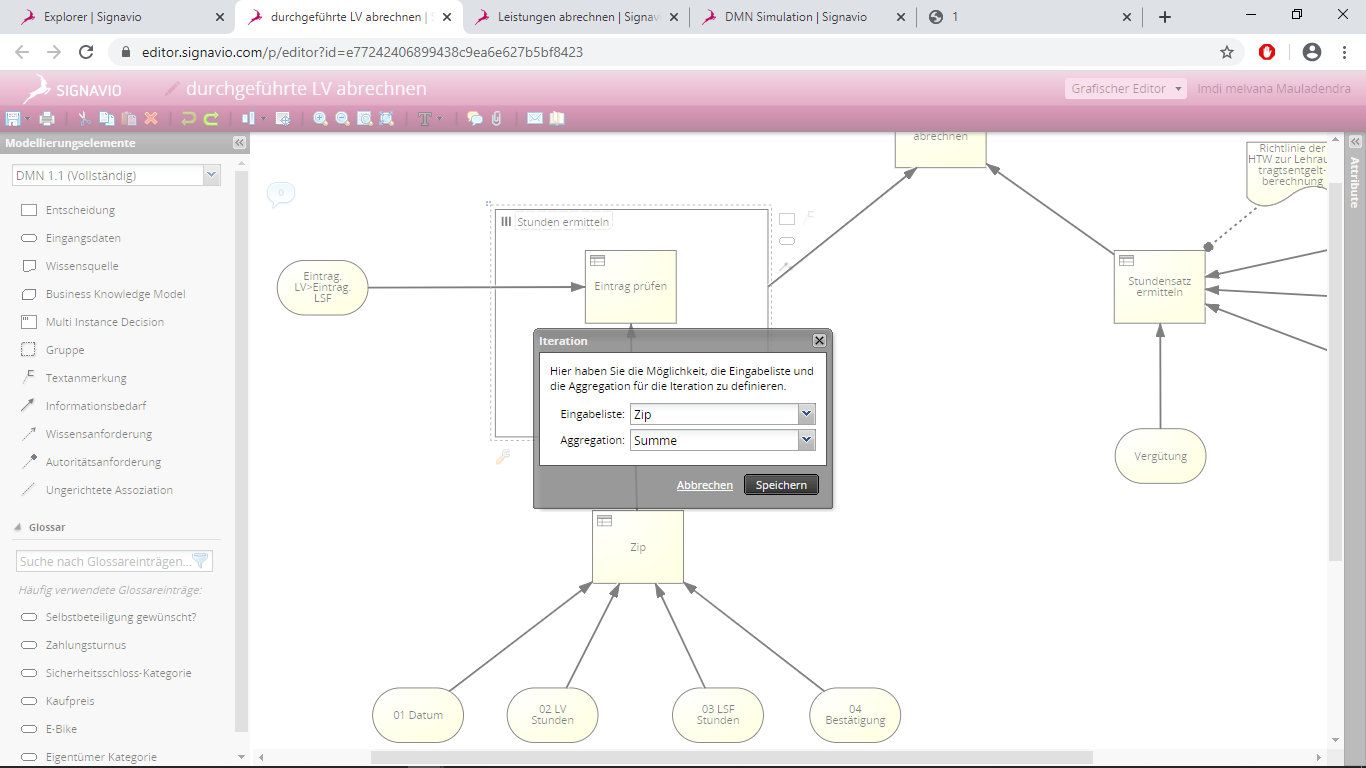 Explorer | Signavio
durchgeführte LV abrechnen |
Leistungen abrechnen | Signav
DMN Simulation | Signavio
1
editor.signavio.com/p/editor?id=e77242406899438c9ea6e627b5bf8423
SIGNAVIO
durchgeführte LV abrechnen
Grafischer Editor
Imdi melvana Mauladendra
Modellierungselemente
DMN 1.1 (Vollständig)
Entscheidung
Eingangsdaten
Wissensquelle
Business Knowledge Model
Multi Instance Decision
Gruppe
Textanmerkung
Informationsbedarf
Wissensanforderung
Autoritätsanforderung
Ungerichtete Assoziation
Glossar
Suche nach Glossareinträgen...
Häufig verwendete Glossareinträge:
Selbstbeteiligung gewünscht?
Zahlungsturnus
Sicherheitsschloss-Kategorie
Kaufpreis
E-Bike
Eigentümer Kategorie
0
abrechnen
Richtlinie der
HTW zur Lehrau
tragtsentgelt-
berechnung
Attribute
Stunden ermitteln
Eintrag.
LV>Eintrag.
LSF
Eintrag prüfen
Stundensatz
ermitteln
Iteration
Hier haben Sie die Möglichkeit, die Eingabeliste und
die Aggregation für die Iteration zu definieren.
Eingabeliste: Zip
Aggregation: Summe
Abbrechen
Speichern
Vergütung
Zip
01 Datum
02 LV
Stunden
03 LSF
Stunden
04
Bestätigung